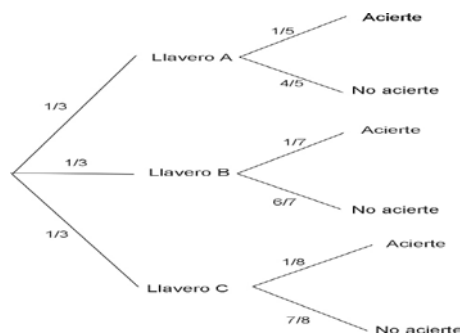 Acierte
1/5
Llavero A
4/5
No acierte
1/3
Acierte
1/7
1/3
Llavero B
6/7
No acierte
1/3
Acierte
1/8
Llavero C
7/8
No acierte